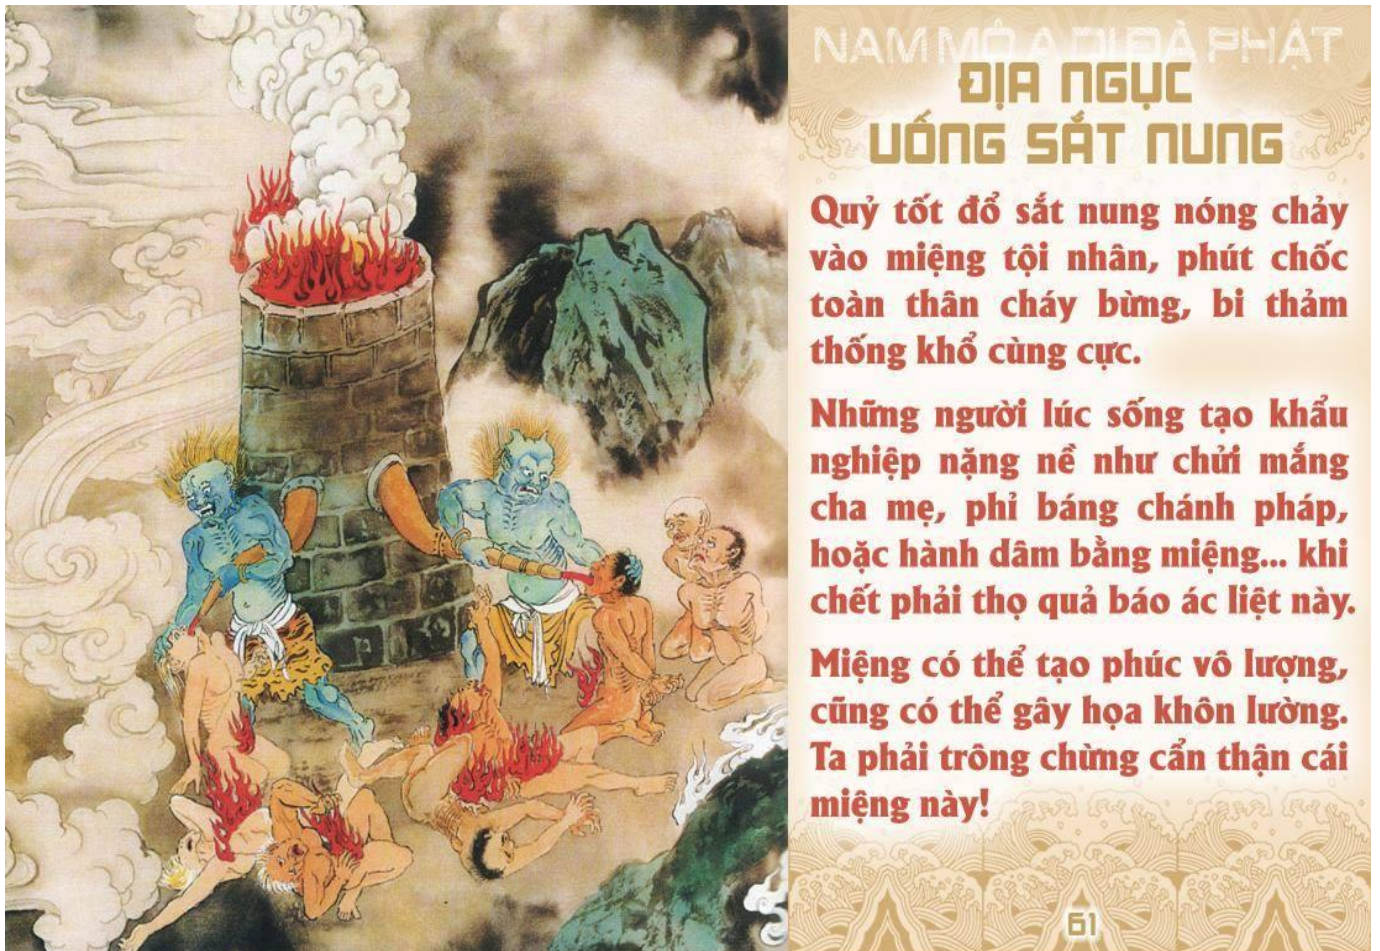 NAM MÔ A DI ĐÀ PHẬT
ĐỊA NGỤC
UỐNG SẮT NUNG
Quỷ tốt đổ sắt nung nóng chảy
vào miệng tội nhân, phút chốc
toàn thân cháy bừng, bi thảm
thống khổ cùng cực.
Những người lúc sống tạo khẩu
nghiệp nặng nề như chửi mắng
cha mẹ, phỉ báng chánh pháp,
hoặc hành dâm bằng miệng... khi
chết phải thọ quả báo ác liệt này.
Miệng có thể tạo phúc vô lượng,
cũng có thể gây họa khôn lường.
Ta phải trông chừng cẩn thận cái
miệng này!
61